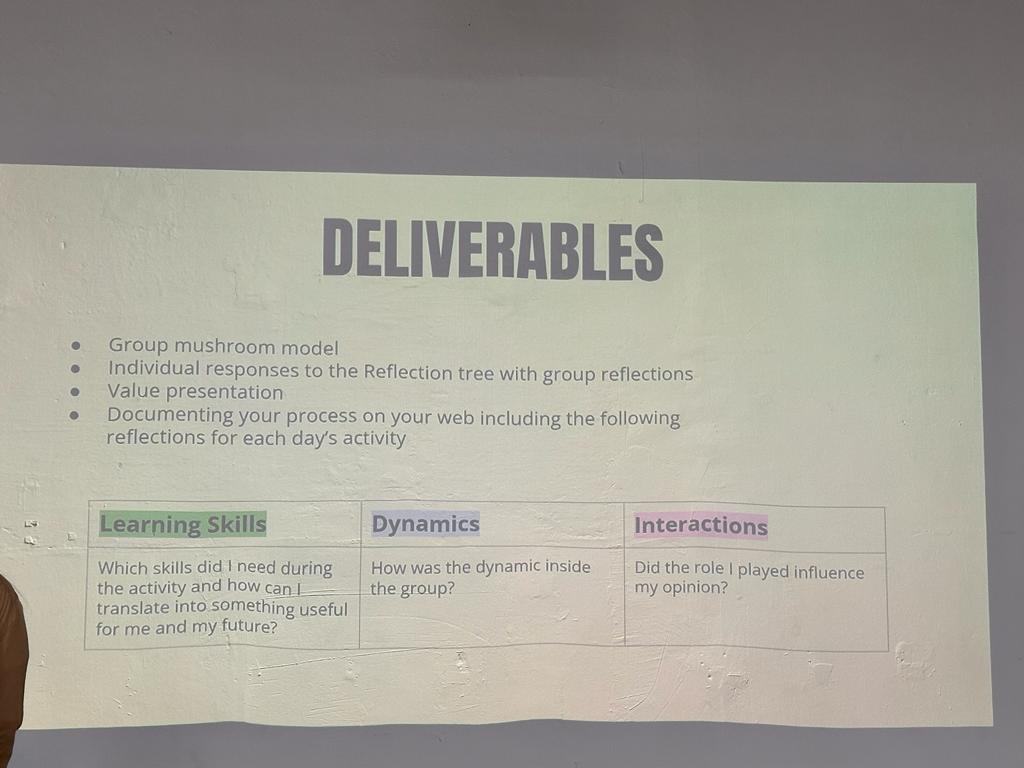 DELIVERABLES
● Group mushroom model
● Individual responses to the Reflection tree with group reflections
● Value presentation
● Documenting your process on your web including the following
reflections for each day's activity
Learning Skills
Which skills did I need during
the activity and how can I
translate into something useful
for me and my future?
Dynamics
How was the dynamic inside
the group?
Interactions
Did the role I played influence
my opinion?